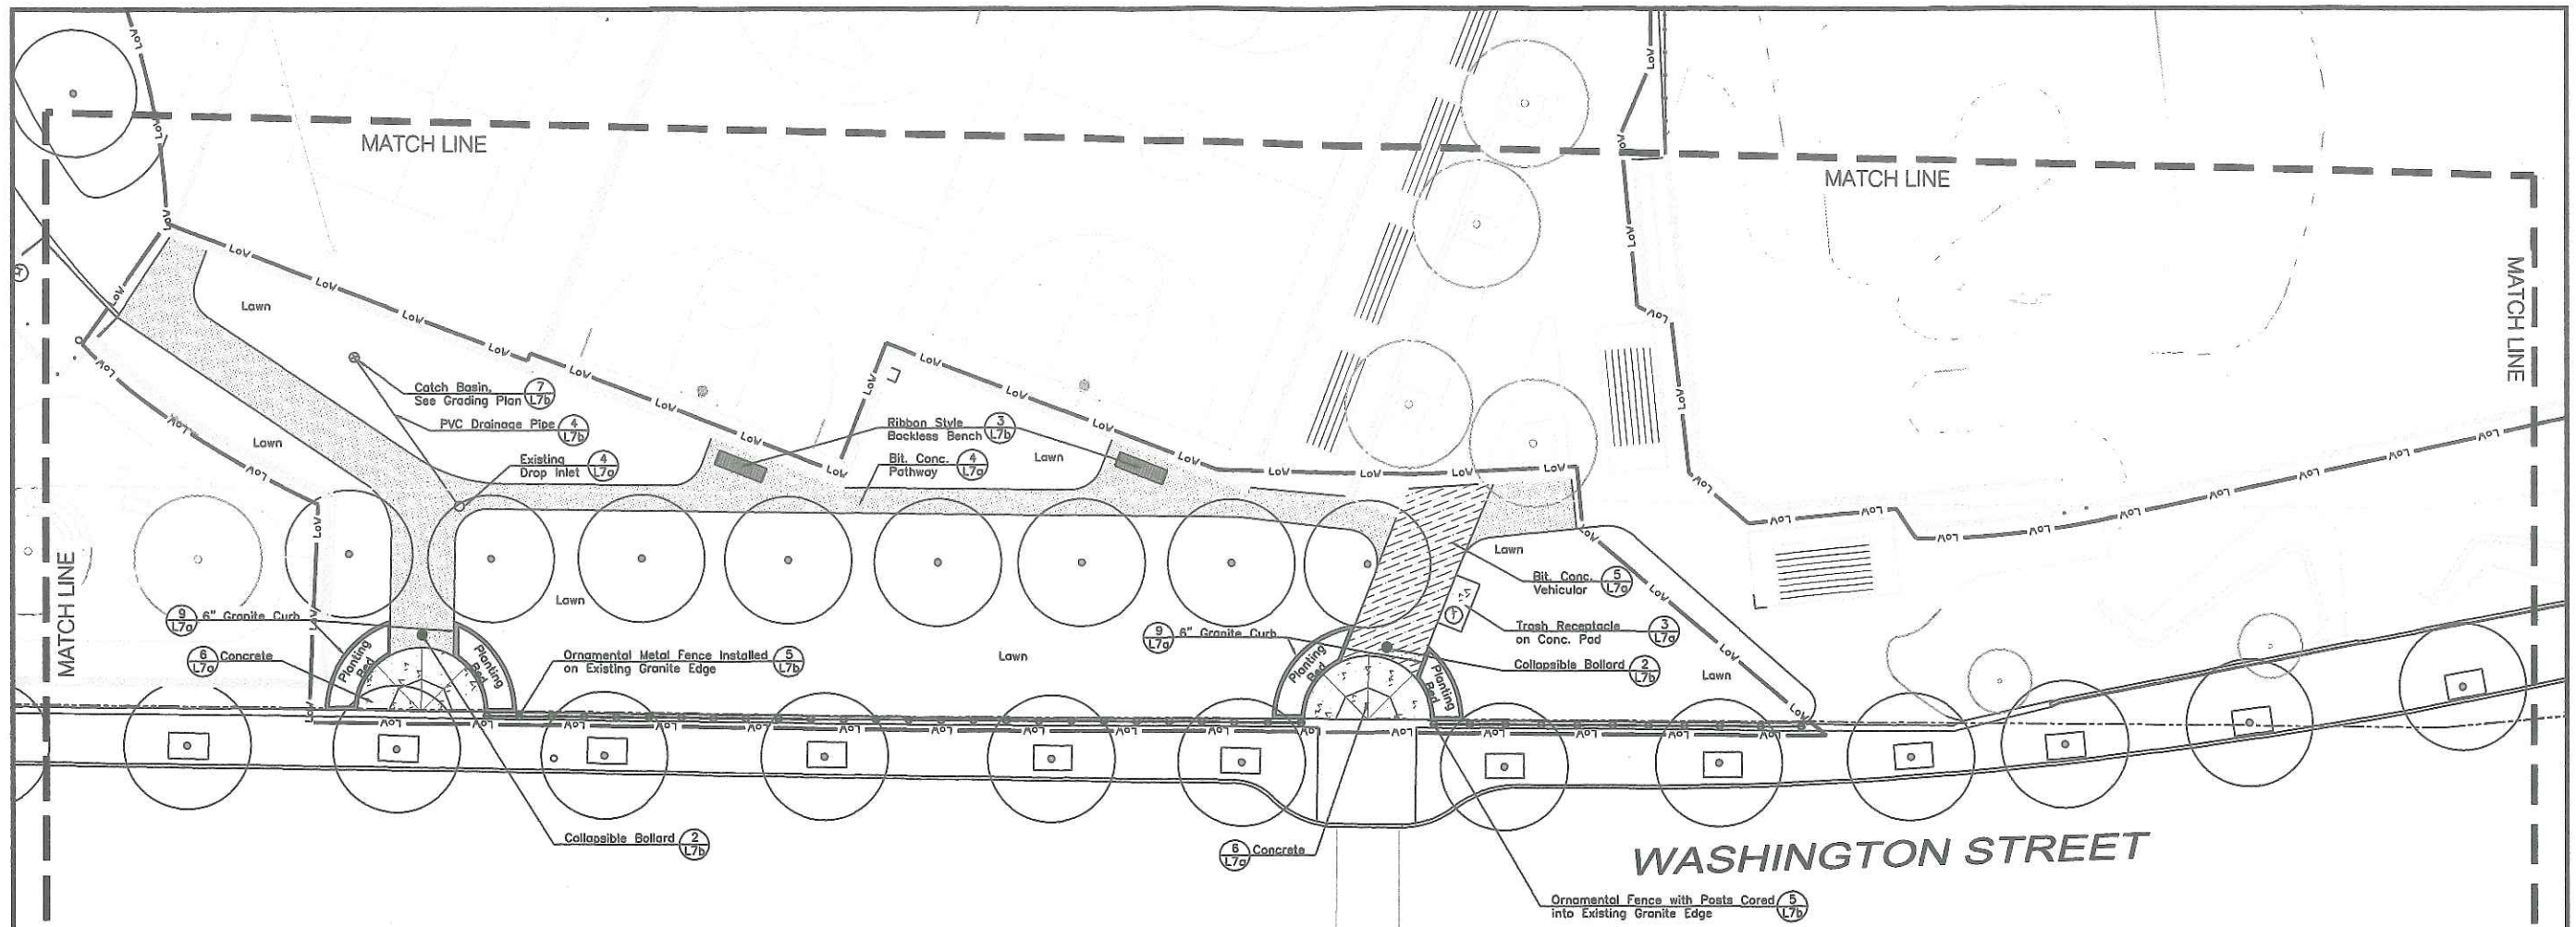 MATCH LINE
MATCH LINE
MATCH LINE
MATCH LINE
LoW
Lawn
Catch Basin,
See Grading Plan
7
L7b
PVC Drainage Pipe
4
L7b
Existing
Drop Inlet
4
L7a
Ribbon Style
Backless Bench
3
L7b
Bit. Conc.
Pathway
4
L7a
Lawn
Lawn
Lawn
Lawn
Lawn
Lawn
9
L7a
6" Granite Curb
6
L7a
Concrete
Planting
Bed
Planting
Bed
Ornamental Metal Fence Installed
on Existing Granite Edge
5
L7b
Collapsible Bollard
2
L7b
9
L7a
6" Granite Curb
Planting
Bed
Planting
Bed
Bit. Conc.
Vehicular
5
L7a
Trash Receptacle
on Conc. Pad
3
L7a
Collapsible Bollard
2
L7b
6
L7a
Concrete
WASHINGTON STREET
Ornamental Fence with Posts Cored
into Existing Granite Edge
5
L7b